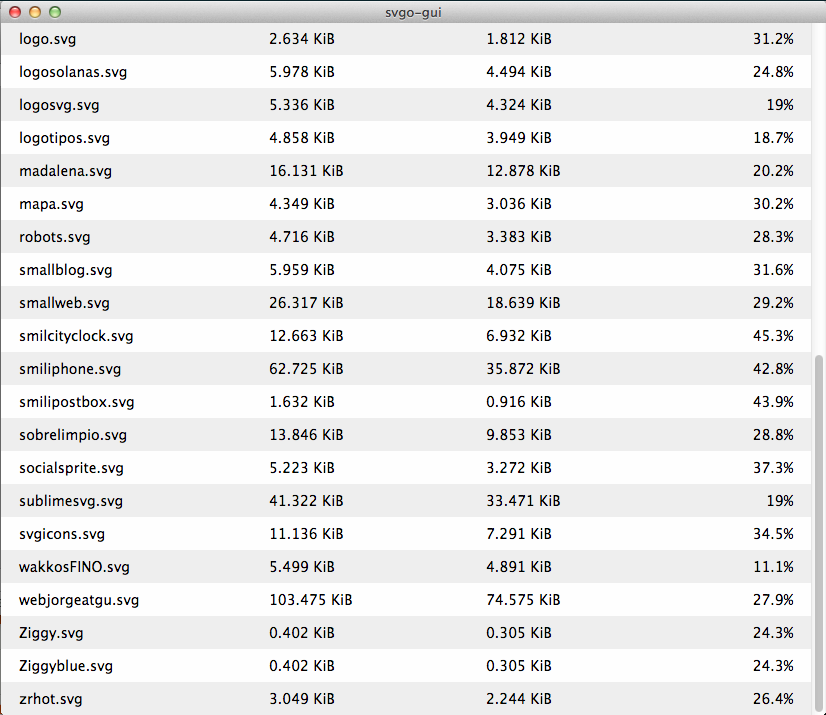 svgo-gui
logo.svg 2.634 KiB 1.812 KiB 31.2%
logosolanas.svg 5.978 KiB 4.494 KiB 24.8%
logosvg.svg 5.336 KiB 4.324 KiB 19%
logotipos.svg 4.858 KiB 3.949 KiB 18.7%
madalena.svg 16.131 KiB 12.878 KiB 20.2%
mapa.svg 4.349 KiB 3.036 KiB 30.2%
robots.svg 4.716 KiB 3.383 KiB 28.3%
smallblog.svg 5.959 KiB 4.075 KiB 31.6%
smallweb.svg 26.317 KiB 18.639 KiB 29.2%
smilcityclock.svg 12.663 KiB 6.932 KiB 45.3%
smiliphone.svg 62.725 KiB 35.872 KiB 42.8%
smilipostbox.svg 1.632 KiB 0.916 KiB 43.9%
sobrelimpio.svg 13.846 KiB 9.853 KiB 28.8%
socialsprite.svg 5.223 KiB 3.272 KiB 37.3%
sublimesvg.svg 41.322 KiB 33.471 KiB 19%
svgicons.svg 11.136 KiB 7.291 KiB 34.5%
wakkosFINO.svg 5.499 KiB 4.891 KiB 11.1%
webjorgeatgu.svg 103.475 KiB 74.575 KiB 27.9%
Ziggy.svg 0.402 KiB 0.305 KiB 24.3%
Ziggyblue.svg 0.402 KiB 0.305 KiB 24.3%
zrhot.svg 3.049 KiB 2.244 KiB 26.4%